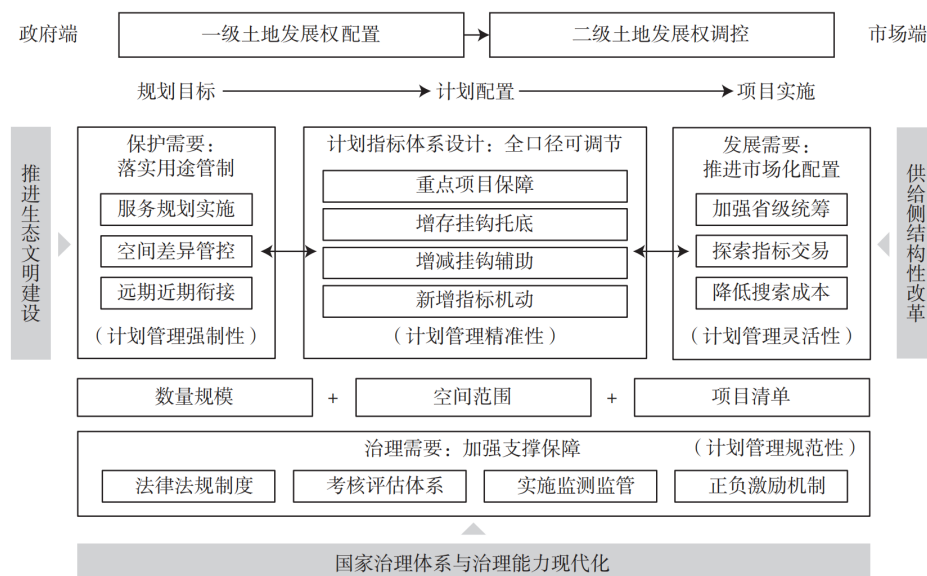 政府端
一级土地发展权配置
二级土地发展权调控
市场端
规划目标
计划配置
项目实施
推进生态文明建设
保护需要：
落实用途管制
服务规划实施
空间差异管控
远期近期衔接
（计划管理强制性）
计划指标体系设计：全口径可调节
重点项目保障
增存挂钩托底
增减挂钩辅助
新增指标机动
（计划管理精准性）
发展需要：
推进市场化配置
加强省级统筹
探索指标交易
降低搜索成本
（计划管理灵活性）
供给侧结构性改革
数量规模
+
空间范围
+
项目清单
治理需要：加强支撑保障
（计划管理规范性）
法律法规制度
考核评估体系
实施监测监管
正负激励机制
国家治理体系与治理能力现代化